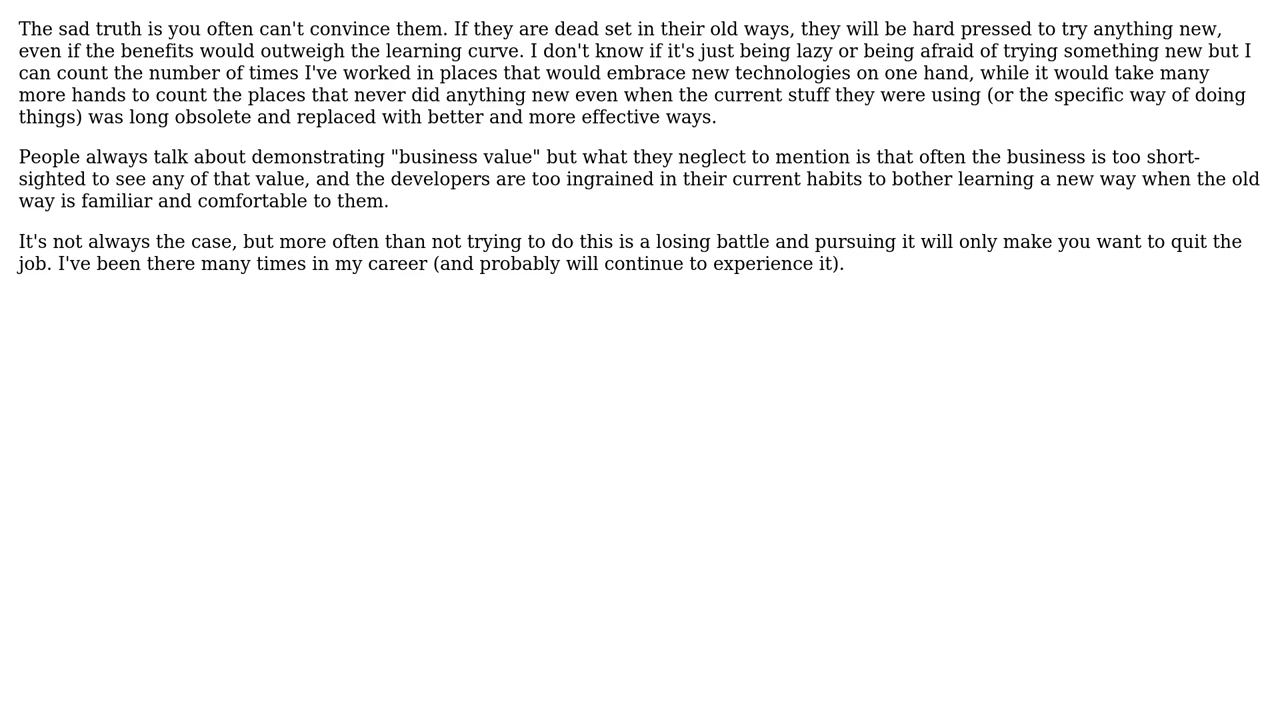 The sad truth is you often can't convince them. If they are dead set in their old ways, they will be hard pressed to try anything new,
even if the benefits would outweigh the learning curve. I don't know if it's just being lazy or being afraid of trying something new but I
can count the number of times I've worked in places that would embrace new technologies on one hand, while it would take many
more hands to count the places that never did anything new even when the current stuff they were using (or the specific way of doing
things) was long obsolete and replaced with better and more effective ways.
People always talk about demonstrating "business value" but what they neglect to mention is that often the business is too short-
sighted to see any of that value, and the developers are too ingrained in their current habits to bother learning a new way when the old
way is familiar and comfortable to them.
It's not always the case, but more often than not trying to do this is a losing battle and pursuing it will only make you want to quit the
job. I've been there many times in my career (and probably will continue to experience it).